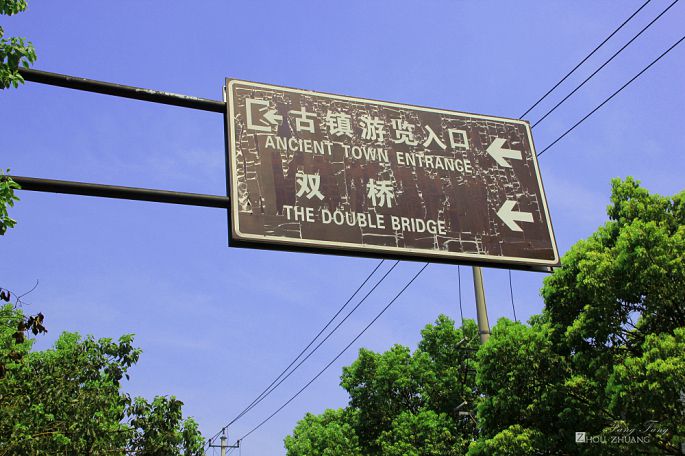 古镇游览入口
ANCIENT TOWN ENTRANCE
双桥
THE DOUBLE BRIDGE
ZHOU ZHUANG